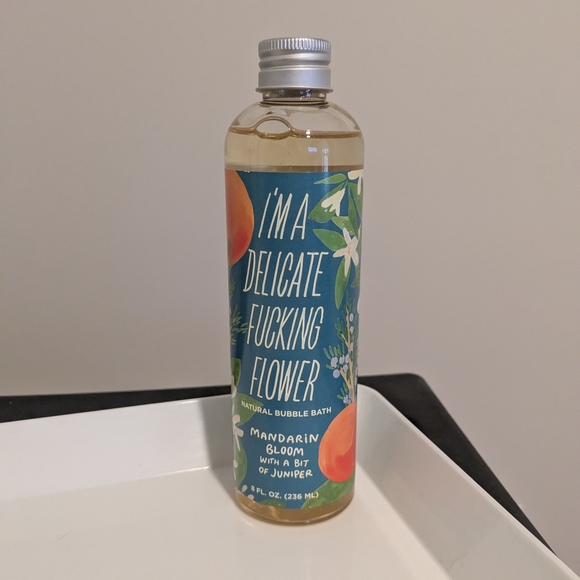 I'M A
DELICATE
FUCKING
FLOWER
NATURAL BUBBLE BATH
MANDARIN
BLOOM
WITH A BIT
OF JUNIPER
8 FL. OZ. (236 ML)